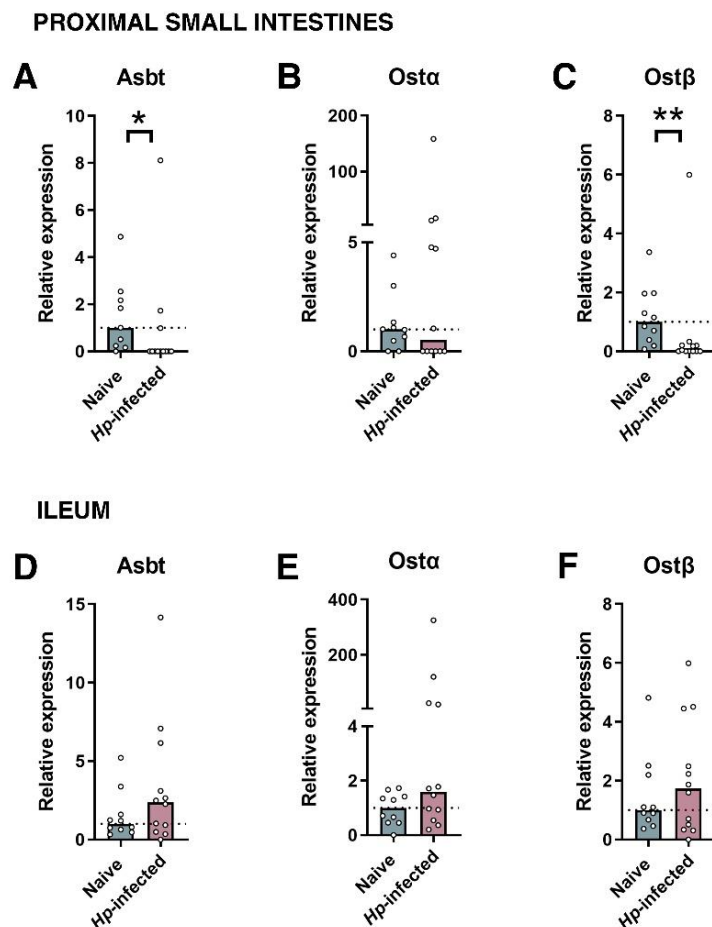 PROXIMAL SMALL INTESTINES
A Asbt
Relative expression
10
8
6
4
2
0
*
Naive
Hp-infected
B Ostα
Relative expression
200
100
5
0
Naive
Hp-infected
C Ostβ
Relative expression
8
6
4
2
0
**
Naive
Hp-infected
ILEUM
D Asbt
Relative expression
15
10
5
0
Naive
Hp-infected
E Ostα
Relative expression
400
200
4
2
0
Naive
Hp-infected
F Ostβ
Relative expression
8
6
4
2
0
Naive
Hp-infected